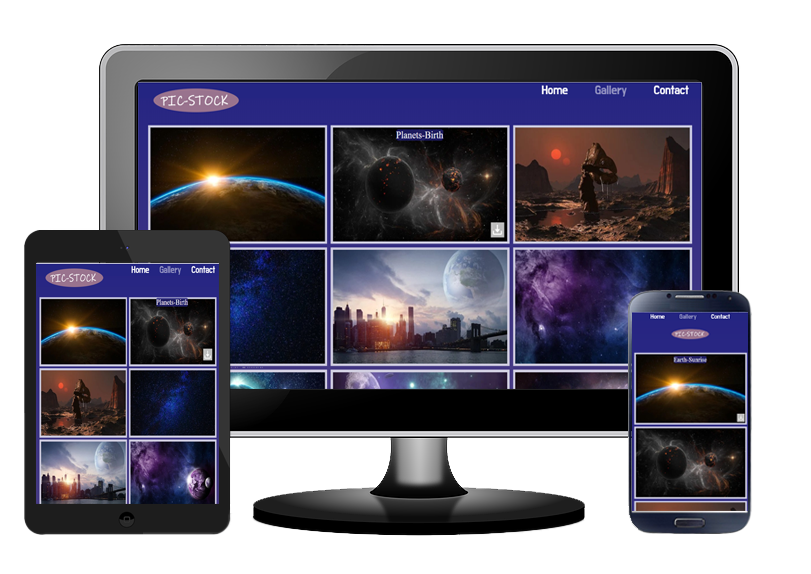 PIC-STOCK
Home Gallery Contact
Planets-Birth
PIC-STOCK
Home Gallery Contact
Planets-Birth
Home Gallery Contact
PIC-STOCK
Earth-Sunrise